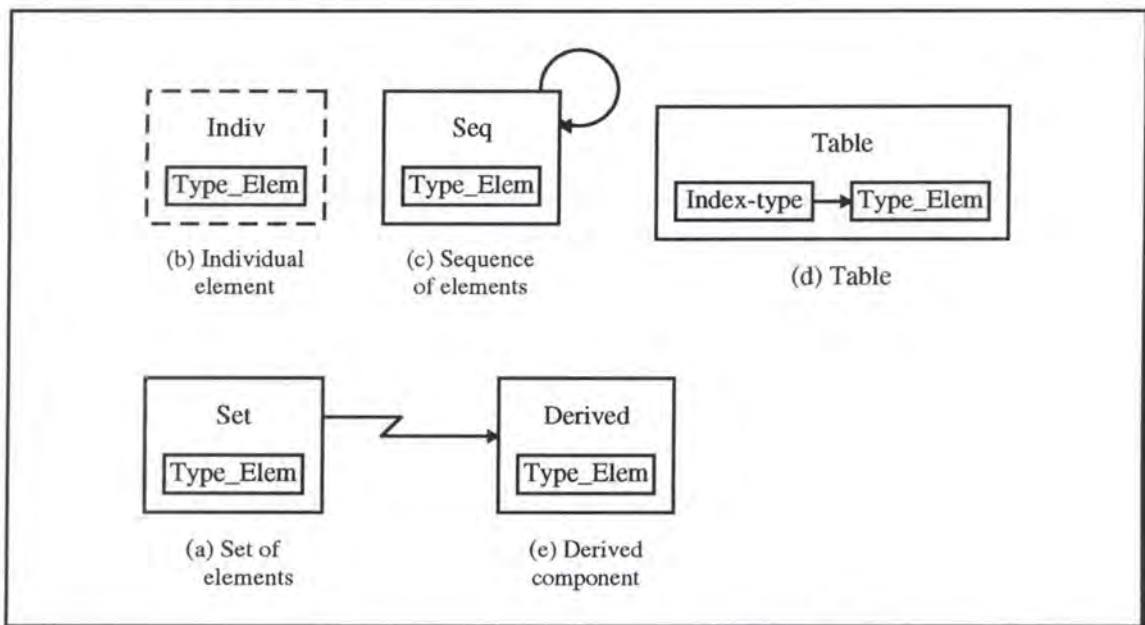 Indiv
Type_Elem
(b) Individual
element
Seq
Type_Elem
(c) Sequence
of elements
Table
Index-type
Type_Elem
(d) Table
Set
Type_Elem
(a) Set of
elements
Derived
Type_Elem
(e) Derived
component